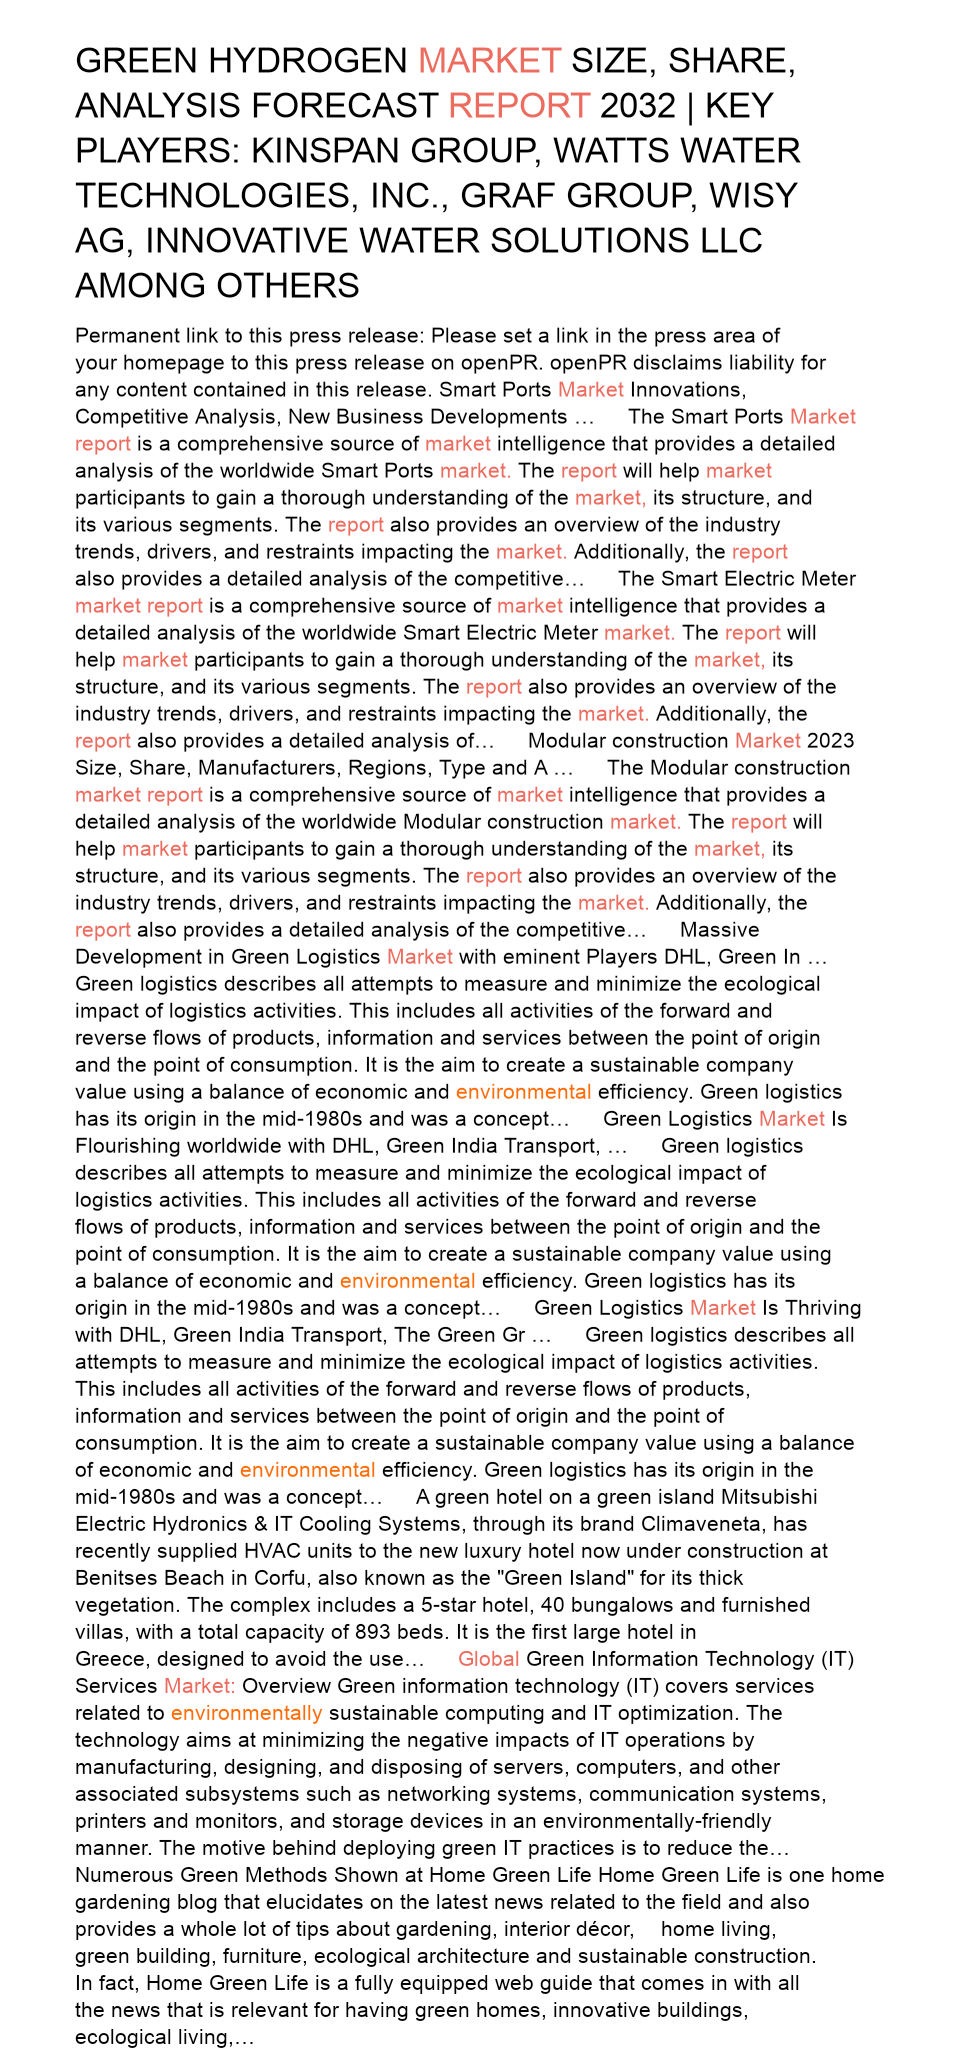 GREEN HYDROGEN MARKET SIZE, SHARE,
ANALYSIS FORECAST REPORT 2032 | KEY
PLAYERS: KINSPAN GROUP, WATTS WATER
TECHNOLOGIES, INC., GRAF GROUP, WISY
AG, INNOVATIVE WATER SOLUTIONS LLC
AMONG OTHERS
Permanent link to this press release: Please set a link in the press area of
your homepage to this press release on openPR. openPR disclaims liability for
any content contained in this release. Smart Ports Market Innovations,
Competitive Analysis, New Business Developments … The Smart Ports Market
report is a comprehensive source of market intelligence that provides a detailed
analysis of the worldwide Smart Ports market. The report will help market
participants to gain a thorough understanding of the market, its structure, and
its various segments. The report also provides an overview of the industry
trends, drivers, and restraints impacting the market. Additionally, the report
also provides a detailed analysis of the competitive… The Smart Electric Meter
market report is a comprehensive source of market intelligence that provides a
detailed analysis of the worldwide Smart Electric Meter market. The report will
help market participants to gain a thorough understanding of the market, its
structure, and its various segments. The report also provides an overview of the
industry trends, drivers, and restraints impacting the market. Additionally, the
report also provides a detailed analysis of… Modular construction Market 2023
Size, Share, Manufacturers, Regions, Type and A … The Modular construction
market report is a comprehensive source of market intelligence that provides a
detailed analysis of the worldwide Modular construction market. The report will
help market participants to gain a thorough understanding of the market, its
structure, and its various segments. The report also provides an overview of the
industry trends, drivers, and restraints impacting the market. Additionally, the
report also provides a detailed analysis of the competitive… Massive
Development in Green Logistics Market with eminent Players DHL, Green In …
Green logistics describes all attempts to measure and minimize the ecological
impact of logistics activities. This includes all activities of the forward and
reverse flows of products, information and services between the point of origin
and the point of consumption. It is the aim to create a sustainable company
value using a balance of economic and environmental efficiency. Green logistics
has its origin in the mid-1980s and was a concept… Green Logistics Market Is
Flourishing worldwide with DHL, Green India Transport, … Green logistics
describes all attempts to measure and minimize the ecological impact of
logistics activities. This includes all activities of the forward and reverse
flows of products, information and services between the point of origin and the
point of consumption. It is the aim to create a sustainable company value using
a balance of economic and environmental efficiency. Green logistics has its
origin in the mid-1980s and was a concept… Green Logistics Market Is Thriving
with DHL, Green India Transport, The Green Gr … Green logistics describes all
attempts to measure and minimize the ecological impact of logistics activities.
This includes all activities of the forward and reverse flows of products,
information and services between the point of origin and the point of
consumption. It is the aim to create a sustainable company value using a balance
of economic and environmental efficiency. Green logistics has its origin in the
mid-1980s and was a concept… A green hotel on a green island Mitsubishi
Electric Hydronics & IT Cooling Systems, through its brand Climaveneta, has
recently supplied HVAC units to the new luxury hotel now under construction at
Benitses Beach in Corfu, also known as the "Green Island" for its thick
vegetation. The complex includes a 5-star hotel, 40 bungalows and furnished
villas, with a total capacity of 893 beds. It is the first large hotel in
Greece, designed to avoid the use… Global Green Information Technology (IT)
Services Market: Overview Green information technology (IT) covers services
related to environmentally sustainable computing and IT optimization. The
technology aims at minimizing the negative impacts of IT operations by
manufacturing, designing, and disposing of servers, computers, and other
associated subsystems such as networking systems, communication systems,
printers and monitors, and storage devices in an environmentally-friendly
manner. The motive behind deploying green IT practices is to reduce the…
Numerous Green Methods Shown at Home Green Life Home Green Life is one home
gardening blog that elucidates on the latest news related to the field and also
provides a whole lot of tips about gardening, interior décor, home living,
green building, furniture, ecological architecture and sustainable construction.
In fact, Home Green Life is a fully equipped web guide that comes in with all
the news that is relevant for having green homes, innovative buildings,
ecological living,…